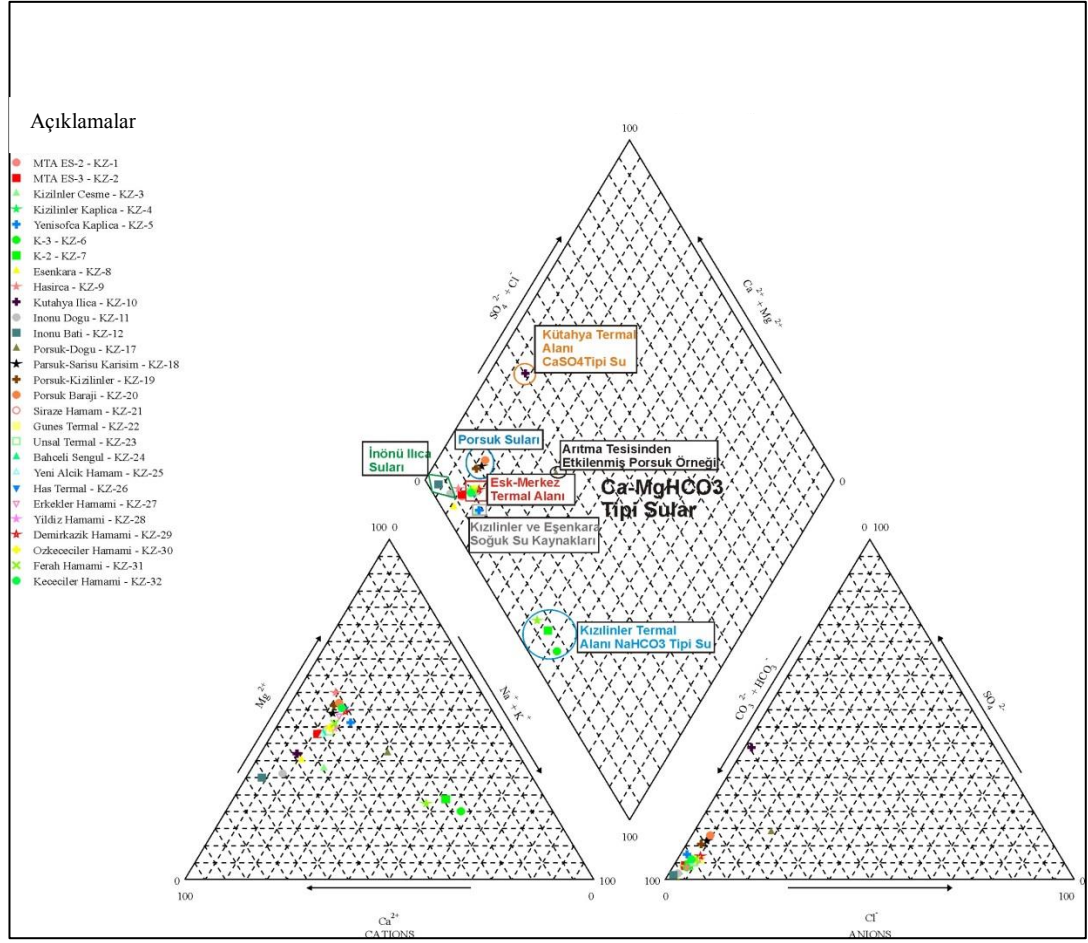 Açıklamalar
MTA ES-2 - KZ-1
MTA ES-3 - KZ-2
Kizilnler Cesme - KZ-3
Kizilinler Kaplica - KZ-4
Yenisofca Kaplica - KZ-5
K-3 - KZ-6
K-2 - KZ-7
Esenkara - KZ-8
Hasirca - KZ-9
Kutahya Ilica - KZ-10
Inonu Dogu - KZ-11
Inonu Bati - KZ-12
Porsuk-Dogu - KZ-17
Parsuk-Sarisu Karisim - KZ-18
Porsuk-Kizilinler - KZ-19
Porsuk Baraji - KZ-20
Siraze Hamam - KZ-21
Gunes Termal - KZ-22
Unsal Termal - KZ-23
Bahceli Sengul - KZ-24
Yeni Alcik Hamam - KZ-25
Has Termal - KZ-26
Erkekler Hamami - KZ-27
Yildiz Hamami - KZ-28
Demirkazik Hamami - KZ-29
Ozkececiler Hamami - KZ-30
Ferah Hamami - KZ-31
Kececiler Hamami - KZ-32
100
SO₄²⁻ + Cl⁻
Ca²⁺ + Mg²⁺
Kütahya Termal
Alanı
CaSO4Tipi Su
İnönü Ilıca
Suları
Porsuk Suları
Arıtma Tesisinden
Etkilenmiş Porsuk Örneği
0
0
Esk-Merkez
Termal Alanı
Ca-MgHCO3
Tipi Sular
Kızılinler ve Eşenkara
Soğuk Su Kaynakları
Kızılinler Termal
Alanı NaHCO3 Tipi Su
100
100 0
Mg²⁺
Na⁺ + K⁺
0
100
100
0
Ca²⁺
CATIONS
0 100
CO₃²⁻ + HCO₃⁻
SO₄²⁻
100
0
0
100
Cl⁻
ANIONS